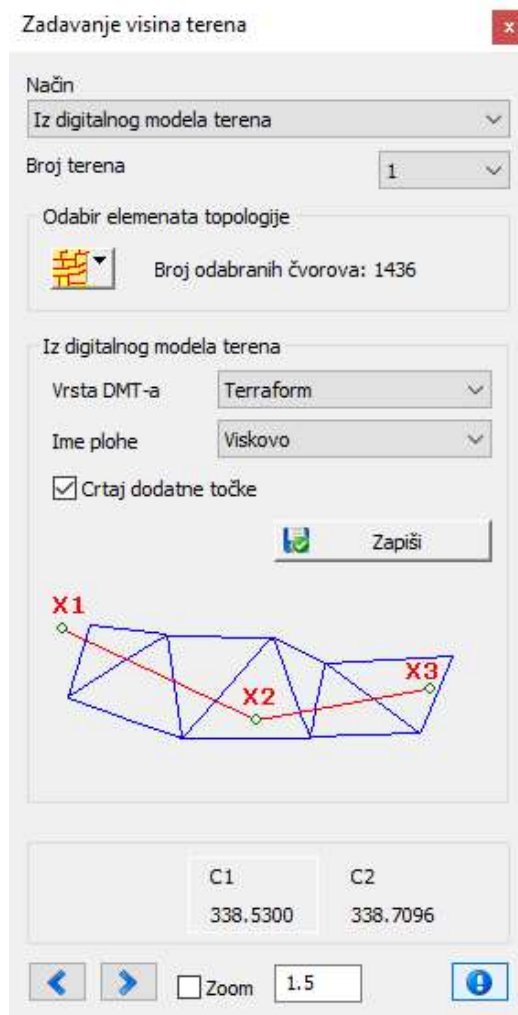 Zadavanje visina terena
x
Način
Iz digitalnog modela terena
Broj terena 1
Odabir elemenata topologije
Broj odabranih čvorova: 1436
Iz digitalnog modela terena
Vrsta DMT-a Terraform
Ime plohe Viskovo
Crtaj dodatne točke
Zapiši
X1
X2
X3
C1 C2
338.5300 338.7096
Zoom 1.5